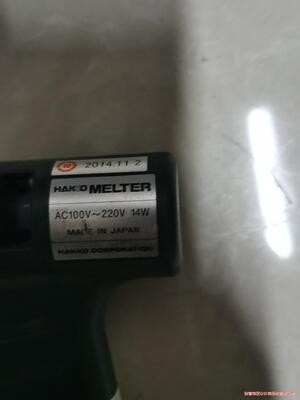 2014.11 2
HAKKO MELTER
AC100V～220V 14W
MADE IN JAPAN
HAKKO CORPORATION